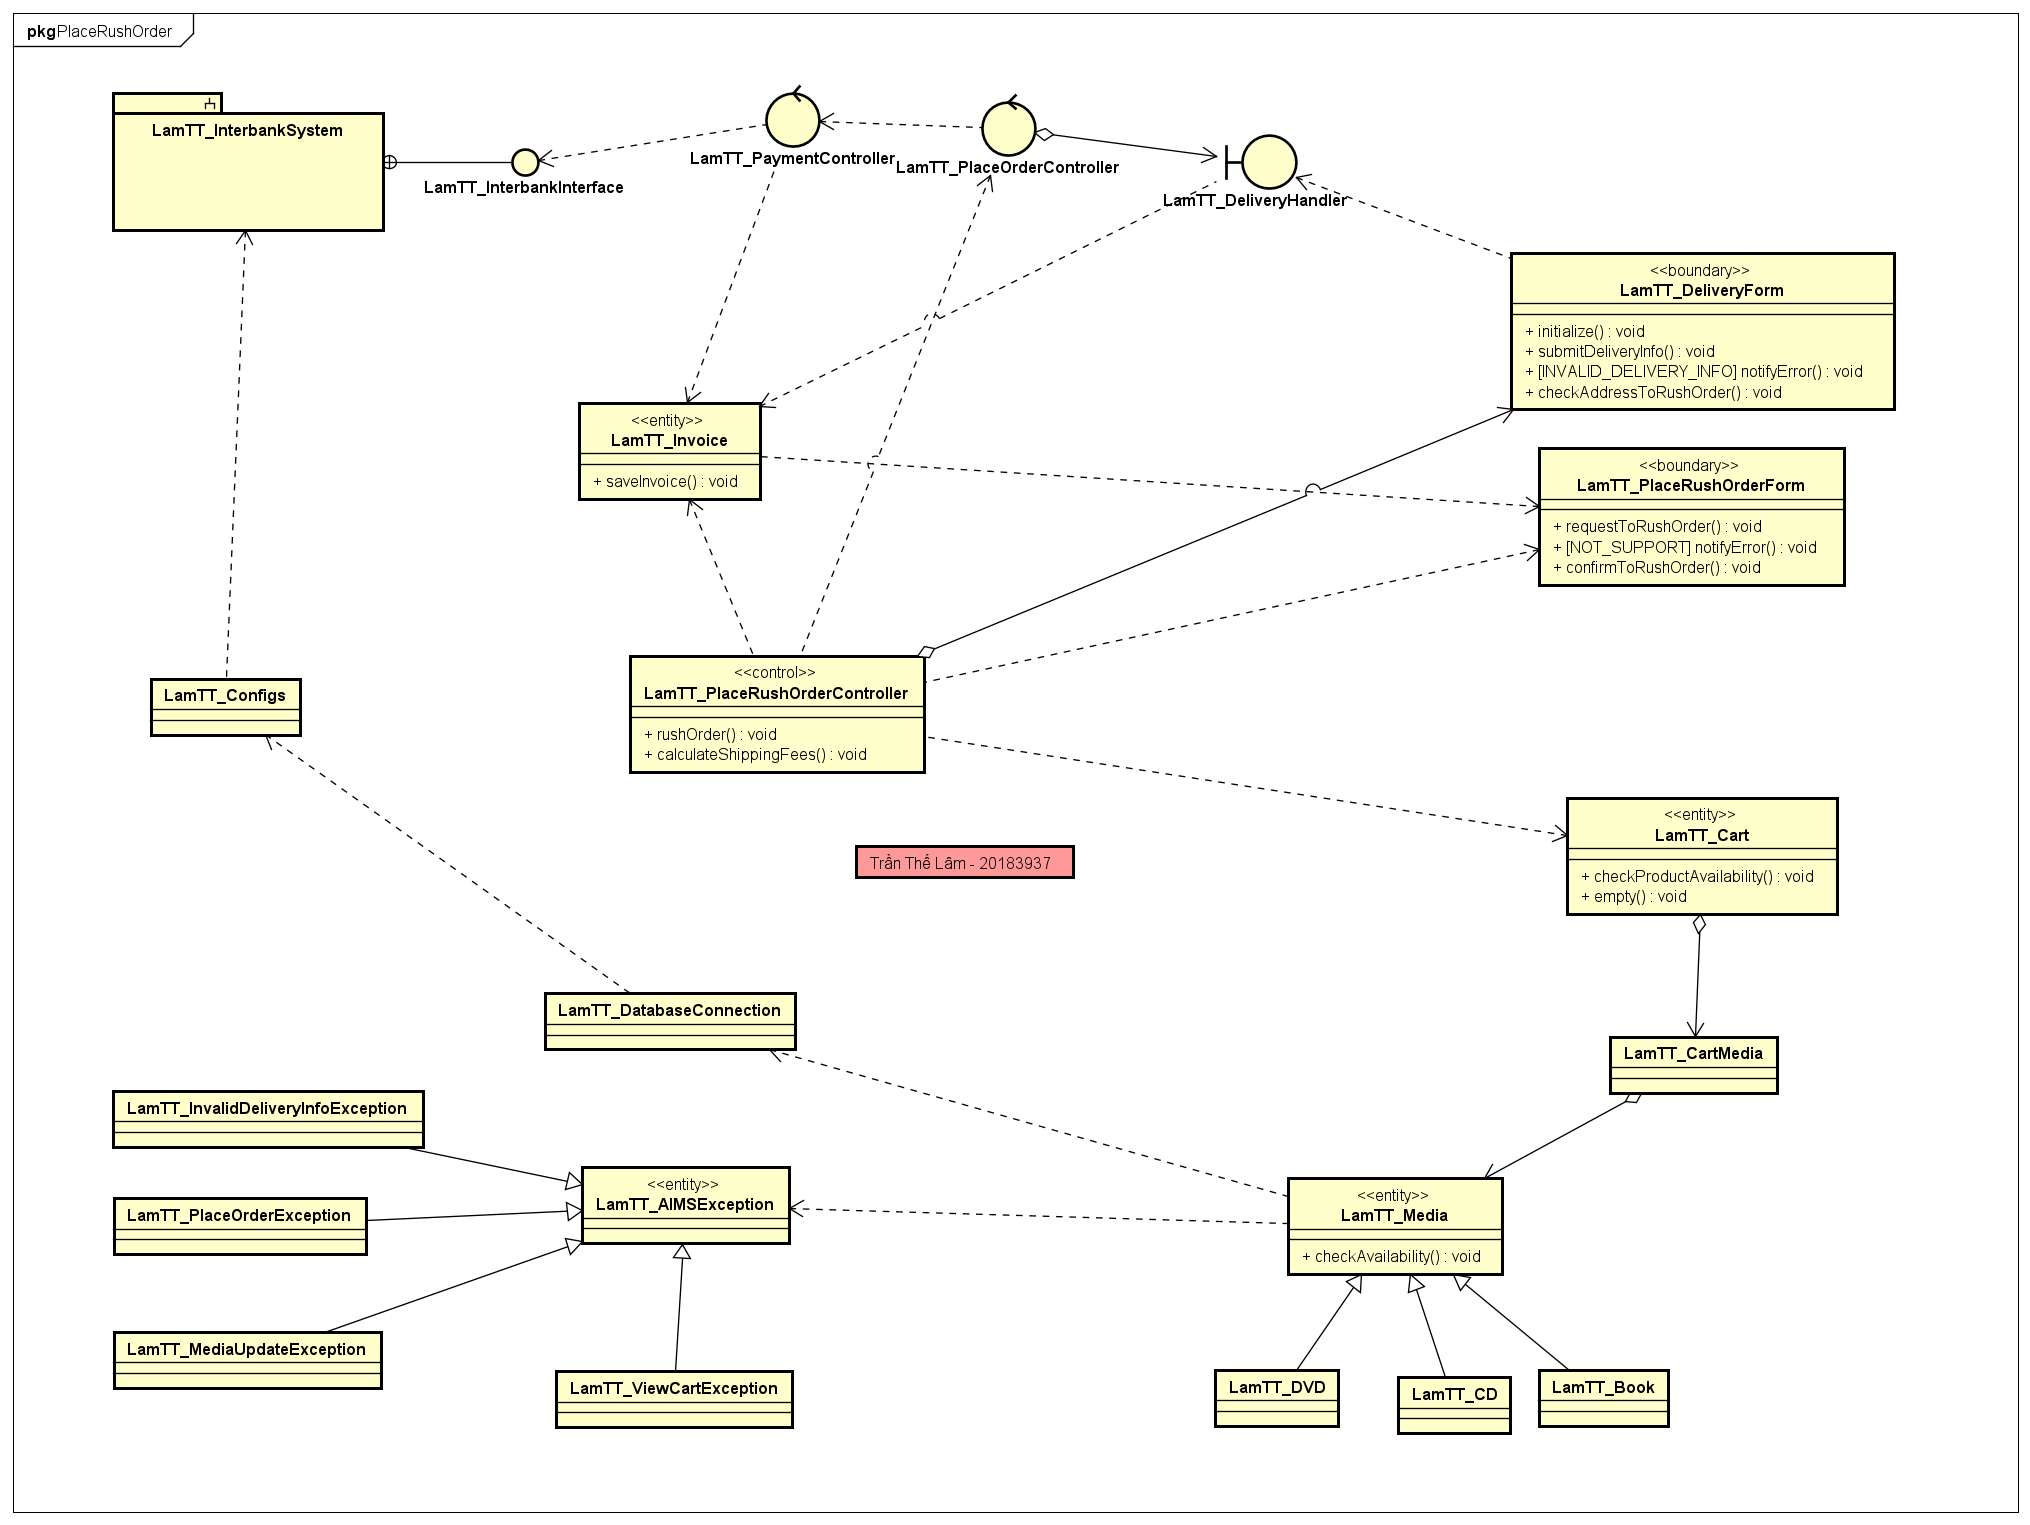 pkg PlaceRushOrder
LamTT_InterbankSystem
LamTT_InterbankInterface
LamTT_PaymentController
LamTT_PlaceOrderController
LamTT_DeliveryHandler
<<boundary>>
LamTT_DeliveryForm
+ initialize() : void
+ submitDeliveryInfo() : void
+ [INVALID_DELIVERY_INFO] notifyError() : void
+ checkAddressToRushOrder() : void
<<entity>>
LamTT_Invoice
+ saveInvoice() : void
<<boundary>>
LamTT_PlaceRushOrderForm
+ requestToRushOrder() : void
+ [NOT_SUPPORT] notifyError() : void
+ confirmToRushOrder() : void
<<control>>
LamTT_PlaceRushOrderController
+ rushOrder() : void
+ calculateShippingFees() : void
LamTT_Configs
<<entity>>
LamTT_Cart
+ checkProductAvailability() : void
+ empty() : void
Trần Thế Lâm - 20183937
LamTT_DatabaseConnection
LamTT_CartMedia
LamTT_InvalidDeliveryInfoException
<<entity>>
LamTT_AIMSException
LamTT_PlaceOrderException
<<entity>>
LamTT_Media
+ checkAvailability() : void
LamTT_MediaUpdateException
LamTT_ViewCartException
LamTT_DVD
LamTT_CD
LamTT_Book